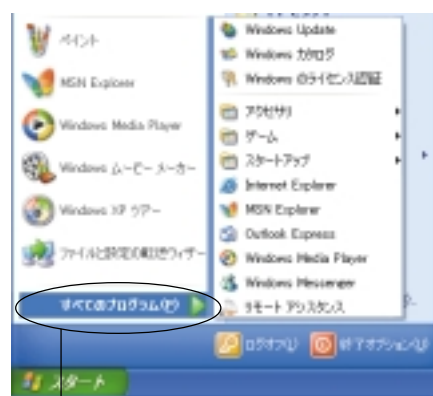 ペイント
MSN Explorer
Windows Media Player
Windows ムービー メーカー
Windows XP ツアー
ファイルと設定の転送ウィザー
すべてのプログラム(P)
Windows Update
Windows カタログ
Windows のライセンス認証
アクセサリ
ゲーム
スタートアップ
Internet Explorer
MSN Explorer
Outlook Express
Windows Media Player
Windows Messenger
リモート アシスタンス
ログオフ(L)
終了オプション(U)
スタート